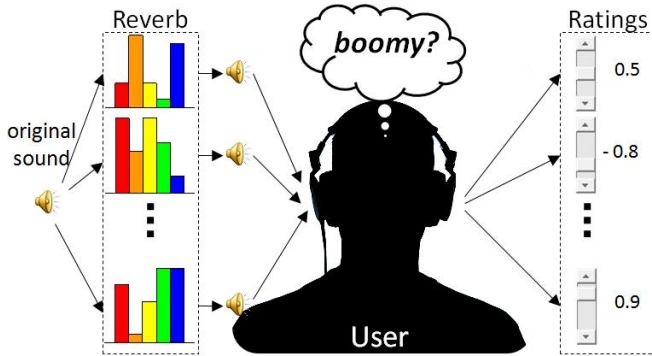 Reverb
Ratings
boomy?
original
sound
0.5
- 0.8
0.9
User